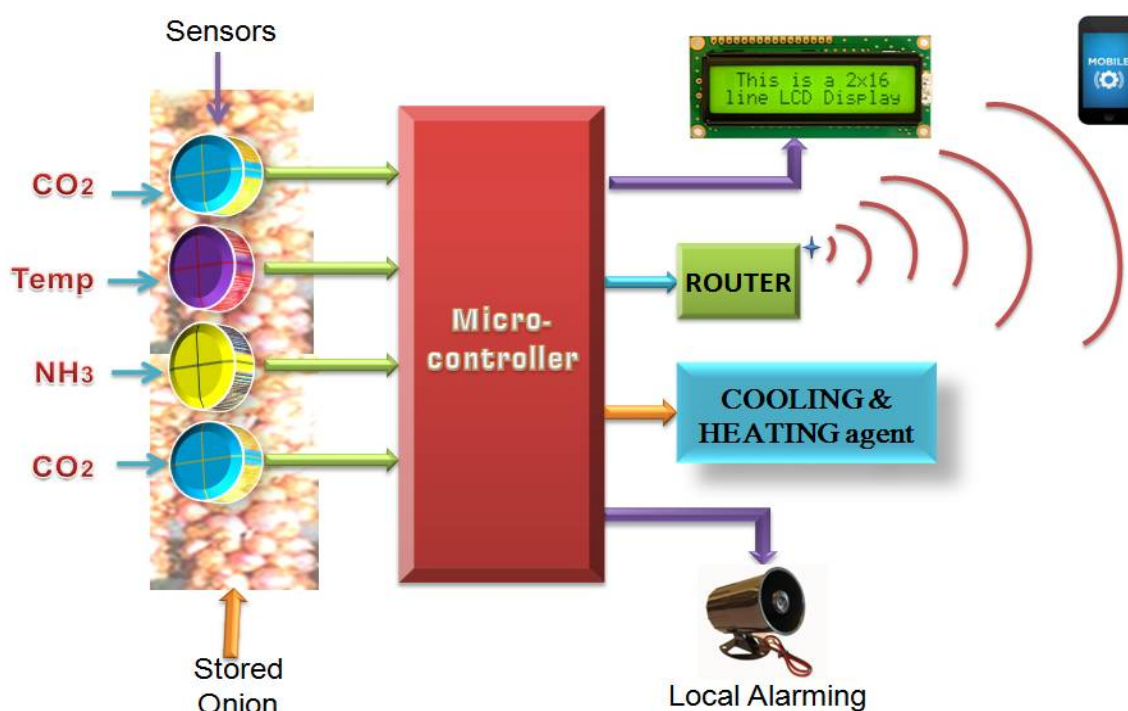 Sensors
This is a 2x16
line LCD Display
MOBILE
CO2
Temp
NH3
CO2
Micro-
controller
ROUTER
COOLING &
HEATING agent
Stored
Onion
Local Alarming